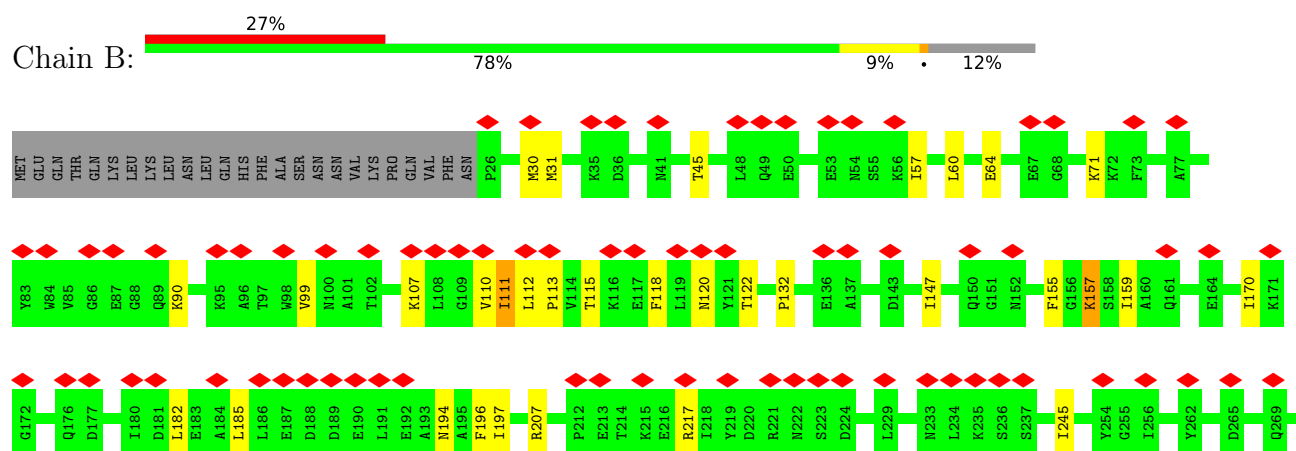 27%
Chain B:
78% 9% • 12%
MET GLU GLN THR GLN LYS LEU LYS LEU ASN LEU GLN HIS PHE ALA SER ASN ASN VAL LYS PRO GLN VAL PHE ASN P26 M30 M31 K35 D36 N41 T45 L48 Q49 E50 E53 N54 S55 K56 I57 L60 E64 E67 G68 K71 K72 F73 A77
Y83 W84 V85 G86 E87 G88 Q89 K90 K95 A96 T97 W98 V99 N100 A101 T102 K107 L108 G109 V110 I111 L112 P113 V114 T115 K116 E117 F118 L119 N120 Y121 T122 P132 E136 A137 D143 I147 Q150 G151 N152 F155 G156 K157 S158 I159 A160 Q161 E164 I170 K171
G172 Q176 D177 I180 D181 L182 E183 A184 L185 L186 E187 D188 D189 E190 L191 E192 A193 N194 A195 F196 I197 R207 P212 E213 T214 K215 E216 R217 I218 Y219 D220 R221 N222 S223 D224 L229 N233 L234 K235 S236 S237 I245 Y254 G255 I256 Y262 D265 Q269